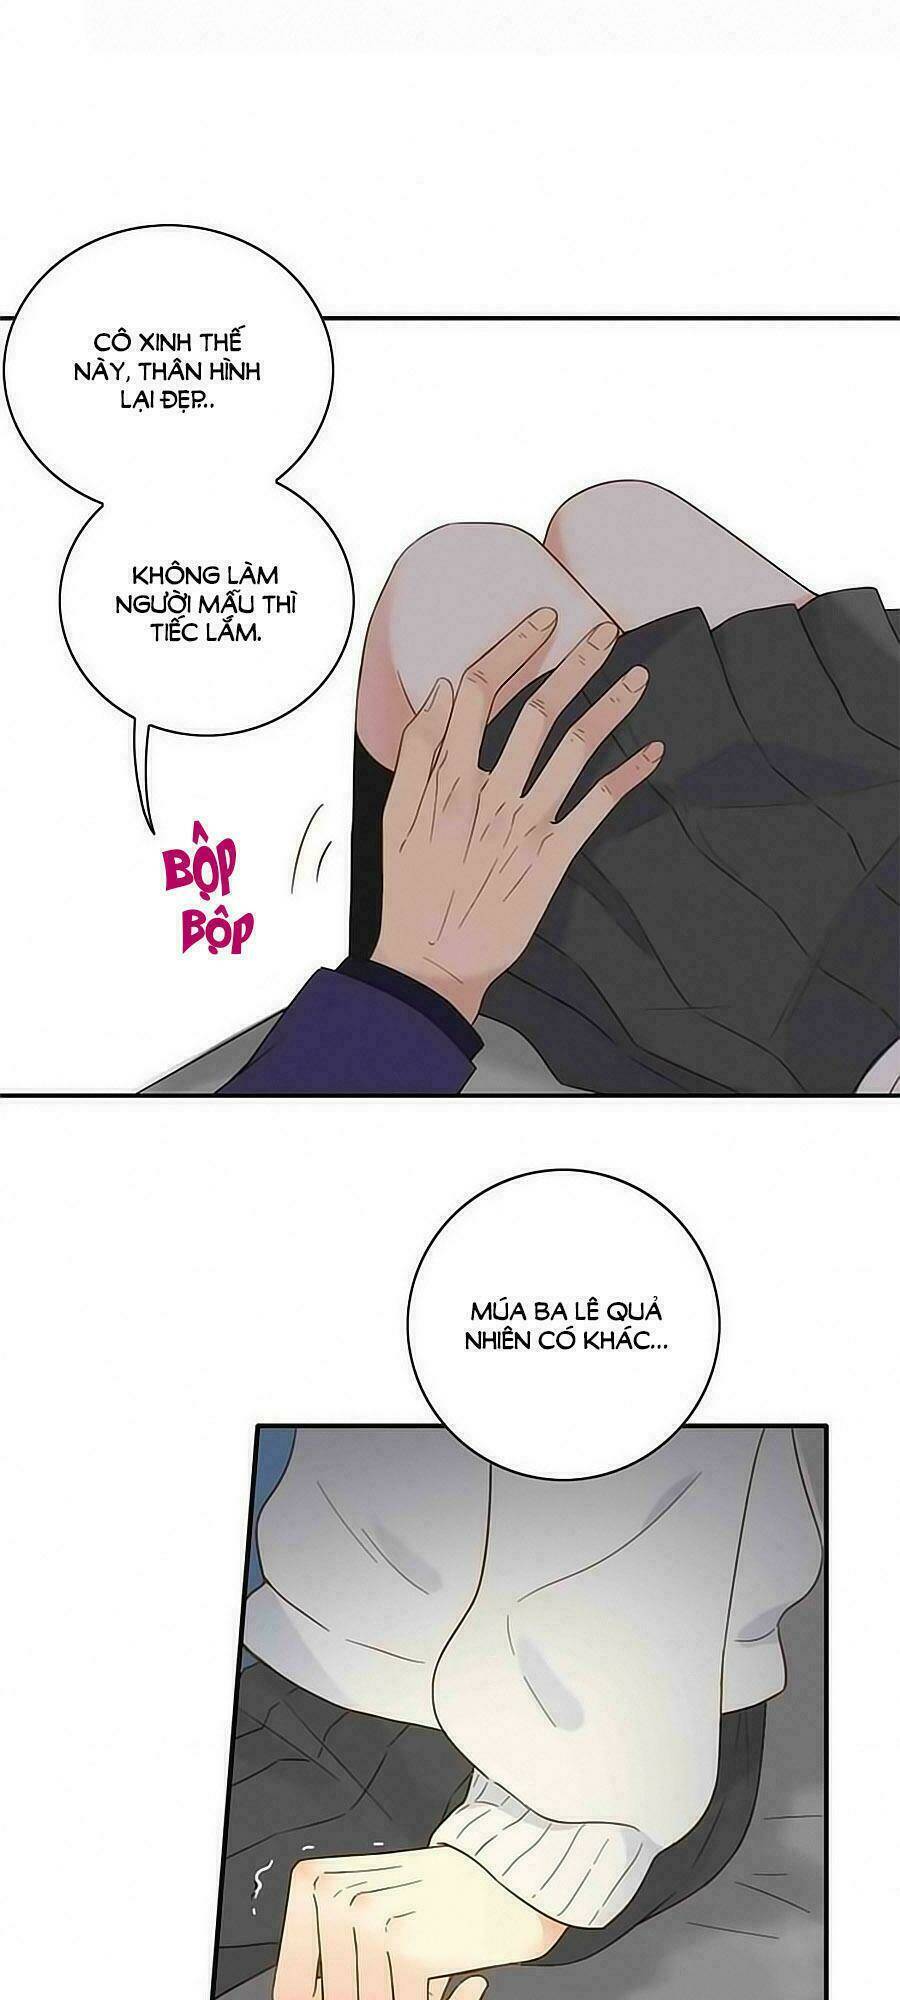 CÔ XINH THẾ
NÀY, THÂN HÌNH
LẠI ĐẸP...
KHÔNG LÀM
NGƯỜI MẪU THÌ
TIẾC LẮM.
BỘP
BỘP
MÚA BA LÊ QUẢ
NHIÊN CÓ KHÁC...